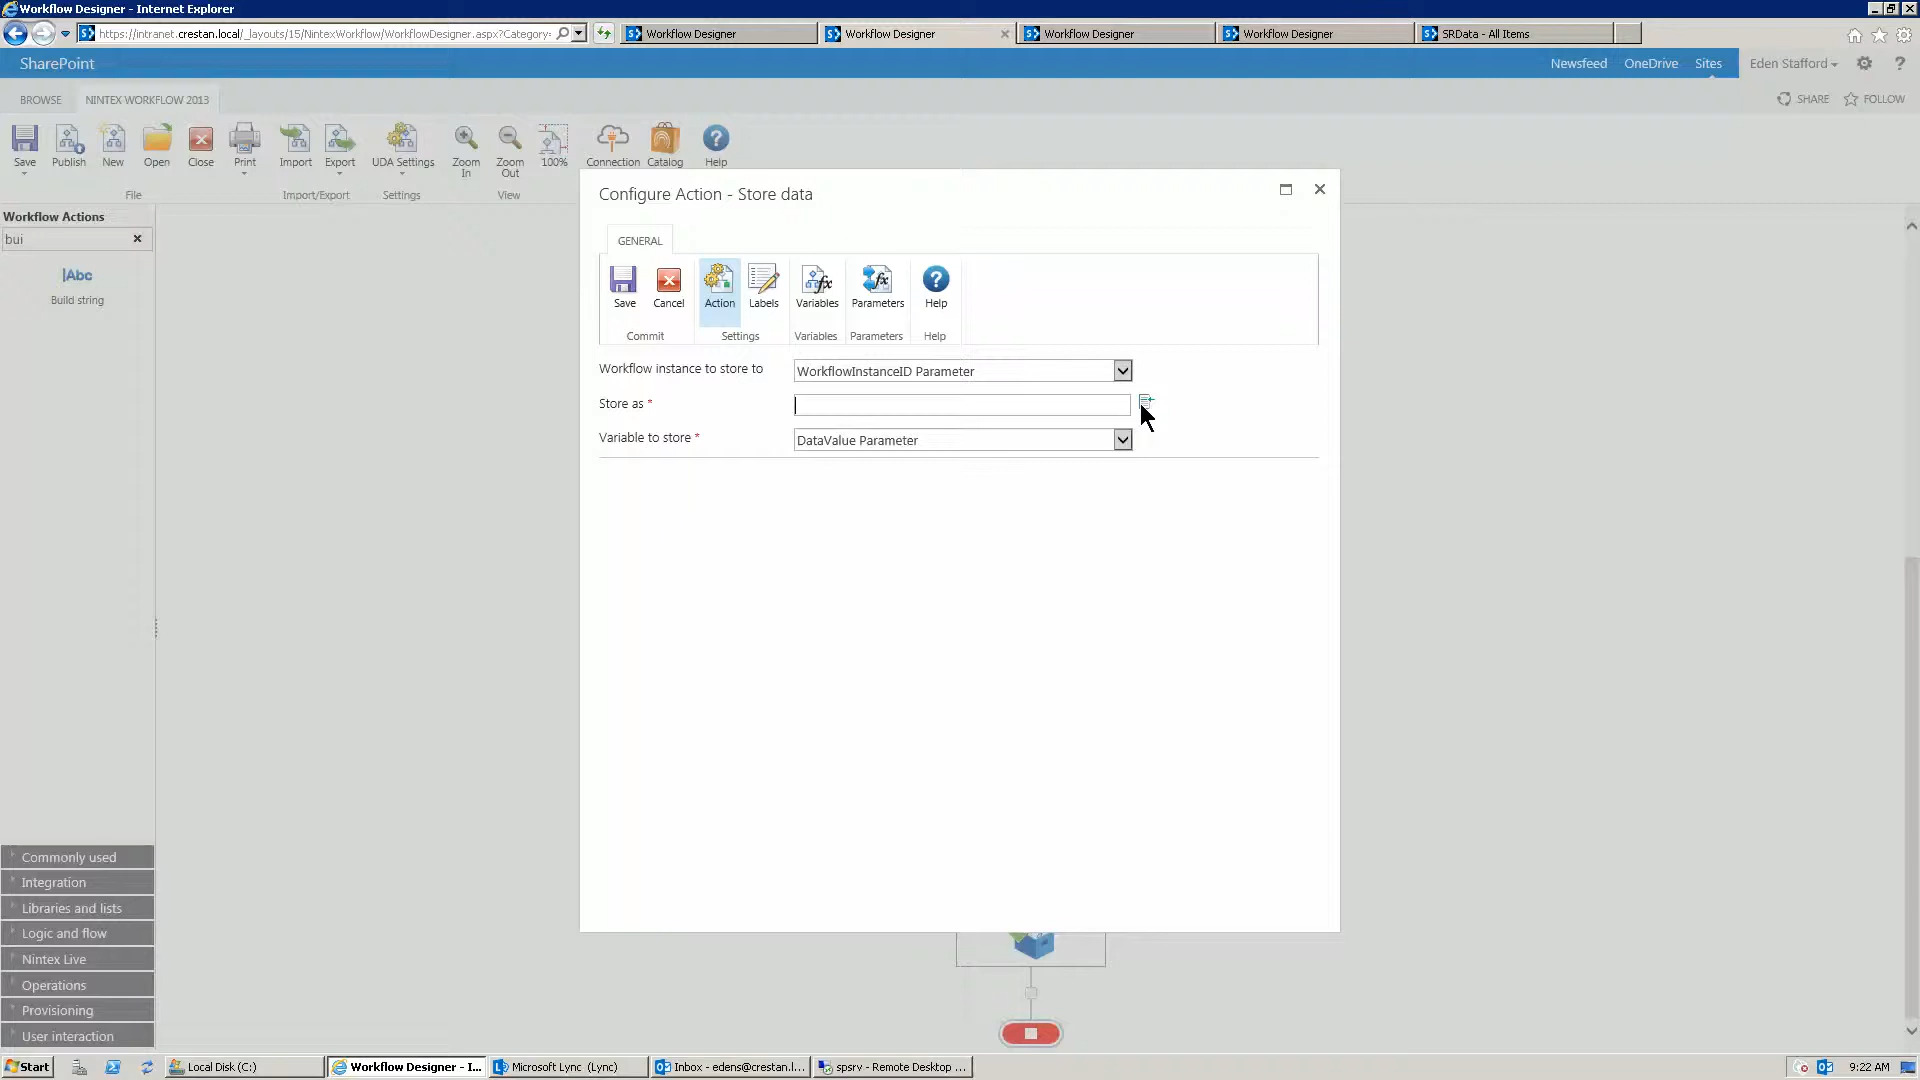 Workflow Designer - Internet Explorer
https://intranet.crestan.local/_layouts/15/NintexWorkflow/WorkflowDesigner.aspx?Category:
Workflow Designer
Workflow Designer
Workflow Designer
Workflow Designer
SRData - All Items
SharePoint
Newsfeed
OneDrive
Sites
Eden Stafford
?
BROWSE
NINTEX WORKFLOW 2013
SHARE
FOLLOW
Save
Publish
New
Open
Close
Print
Import
Export
UDA Settings
Zoom In
Zoom Out
100%
Connection
Catalog
Help
File
Import/Export
Settings
View
Workflow Actions
bui
Abc
Build string
Configure Action - Store data
GENERAL
Save
Cancel
Action
Labels
Variables
Parameters
Help
Commit
Settings
Variables
Parameters
Help
Workflow instance to store to
WorkflowInstanceID Parameter
Store as *
Variable to store *
DataValue Parameter
Commonly used
Integration
Libraries and lists
Logic and flow
Nintex Live
Operations
Provisioning
User interaction
Start
Local Disk (C:)
Workflow Designer - I...
Microsoft Lync (Lync)
Inbox - edens@crestan.l...
spsrv - Remote Desktop ...
9:22 AM